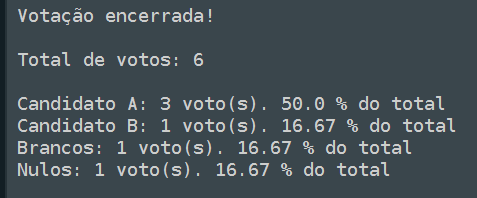 Votação encerrada!
Total de votos: 6
Candidato A: 3 voto(s). 50.0 % do total
Candidato B: 1 voto(s). 16.67 % do total
Brancos: 1 voto(s). 16.67 % do total
Nulos: 1 voto(s). 16.67 % do total